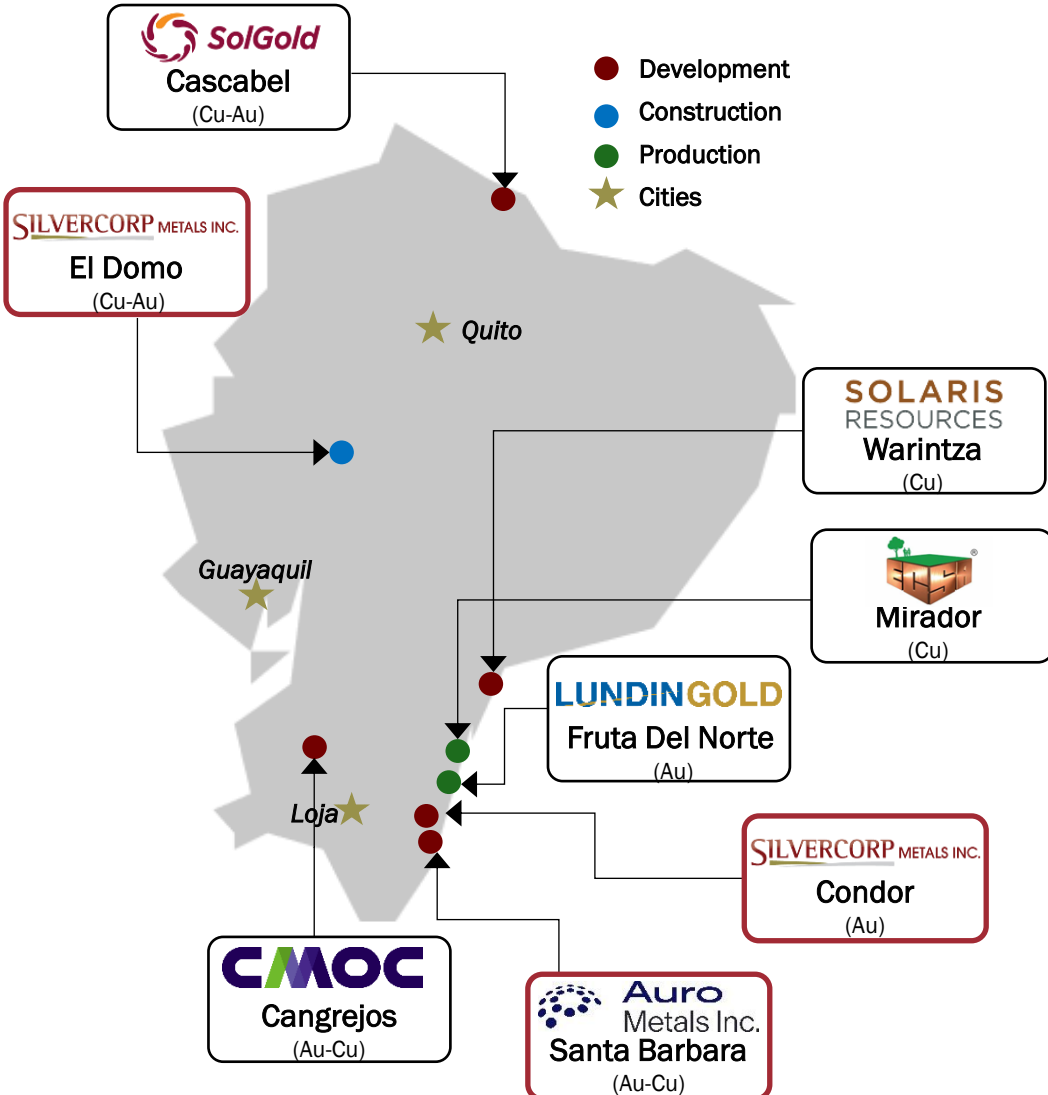 SolGold
Cascabel
(Cu-Au)
Development
Construction
Production
Cities
SILVERCORP METALS INC.
El Domo
(Cu-Au)
Quito
SOLARIS
RESOURCES
Warintza
(Cu)
Guayaquil
ECSA
®
Mirador
(Cu)
LUNDINGOLD
Fruta Del Norte
(Au)
Loja
SILVERCORP METALS INC.
Condor
(Au)
CMOC
Cangrejos
(Au-Cu)
Auro
Metals Inc.
Santa Barbara
(Au-Cu)